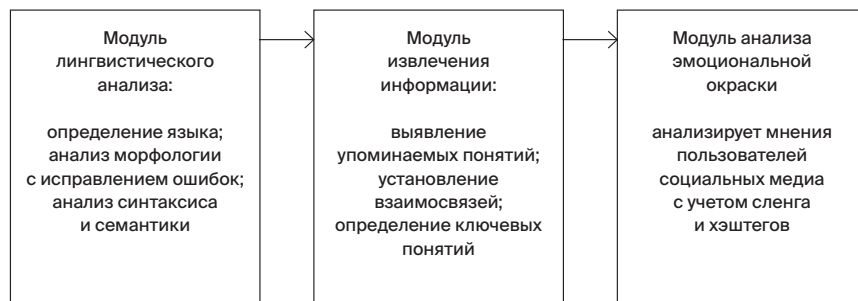 Модуль
лингвистического
анализа:
определение языка;
анализ морфологии
с исправлением ошибок;
анализ синтаксиса
и семантики
Модуль
извлечения
информации:
выявление
упоминаемых понятий;
установление
взаимосвязей;
определение ключевых
понятий
Модуль анализа
эмоциональной
окраски
анализирует мнения
пользователей
социальных медиа
с учетом сленга
и хэштегов